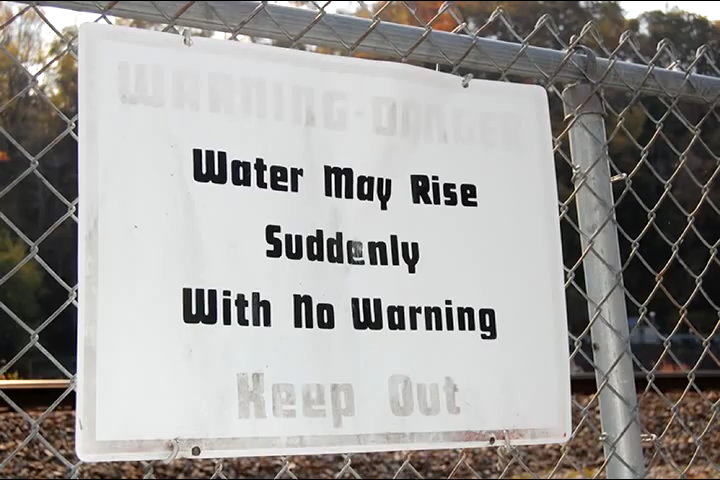 WARNING-DANGER
Water May Rise
Suddenly
With No Warning
Keep Out